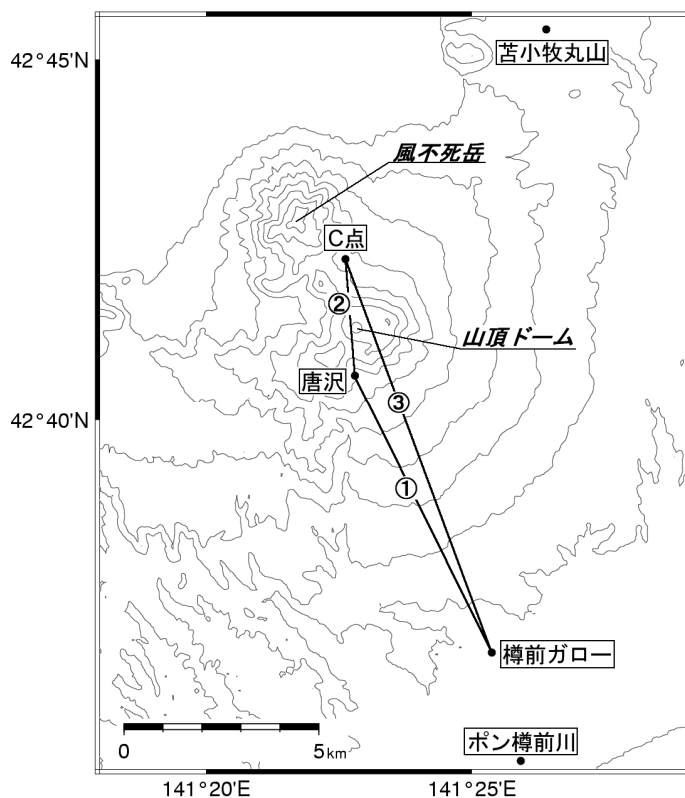 42°45'N
苫小牧丸山
風不死岳
C点
②
山頂ドーム
唐沢
③
42°40'N
①
樽前ガロー
ポン樽前川
0 5km
141°20'E 141°25'E